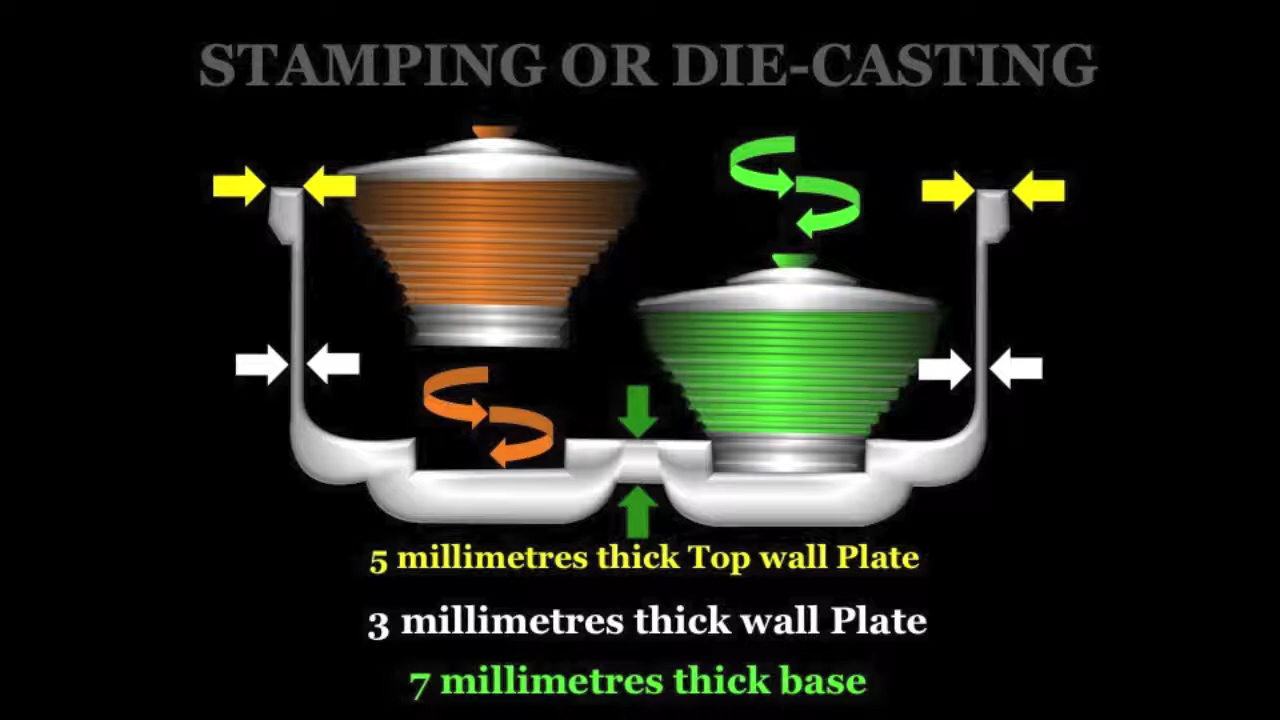 STAMPING OR DIE-CASTING
5 millimetres thick Top wall Plate
3 millimetres thick wall Plate
7 millimetres thick base